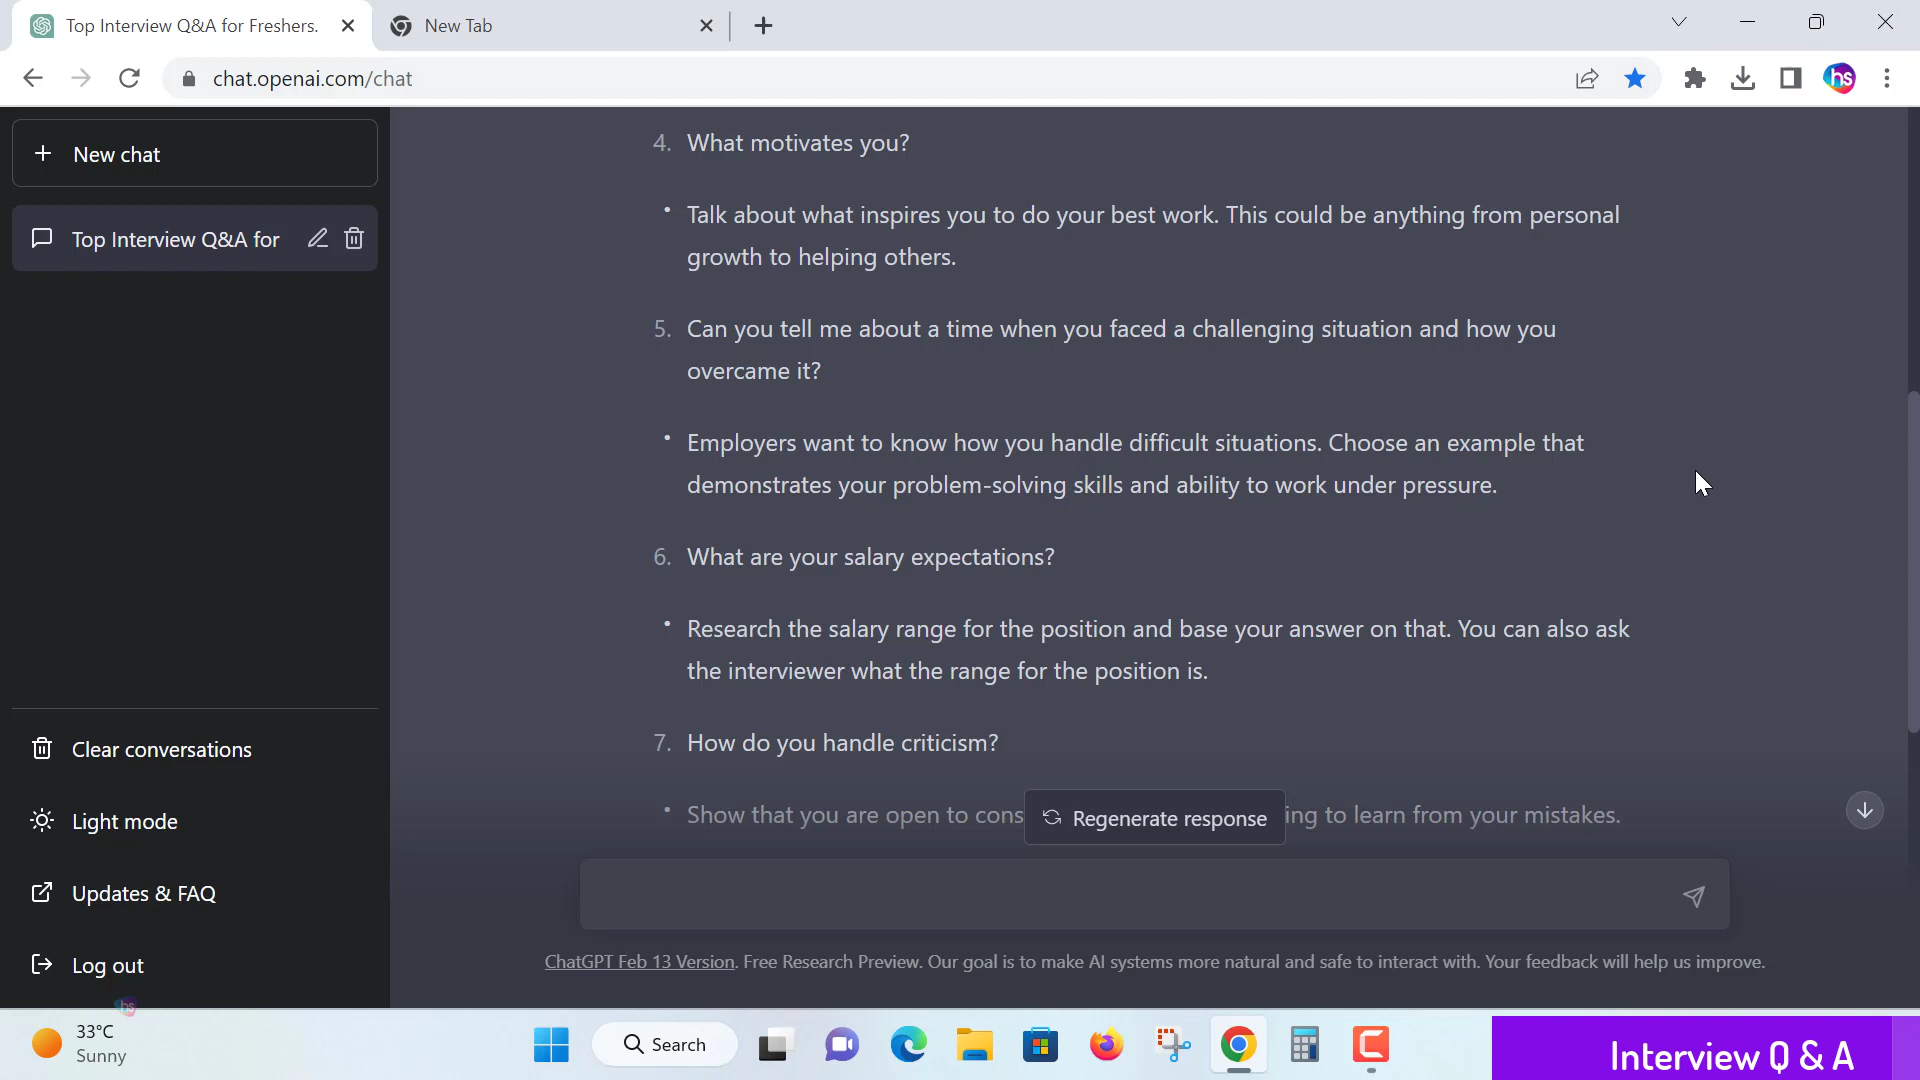 Top Interview Q&A for Freshers.
New Tab
chat.openai.com/chat
hs
New chat
Top Interview Q&A for
4. What motivates you?
• Talk about what inspires you to do your best work. This could be anything from personal
growth to helping others.
5. Can you tell me about a time when you faced a challenging situation and how you
overcame it?
• Employers want to know how you handle difficult situations. Choose an example that
demonstrates your problem-solving skills and ability to work under pressure.
6. What are your salary expectations?
• Research the salary range for the position and base your answer on that. You can also ask
the interviewer what the range for the position is.
7. How do you handle criticism?
• Show that you are open to cons
Regenerate response
ing to learn from your mistakes.
Clear conversations
Light mode
Updates & FAQ
Log out
ChatGPT Feb 13 Version. Free Research Preview. Our goal is to make AI systems more natural and safe to interact with. Your feedback will help us improve.
hs
33°C
Sunny
Search
Interview Q & A